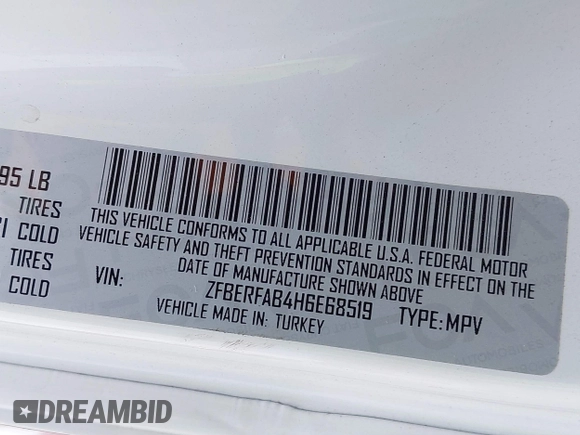 95 LB
TIRES
COLD
TIRES
COLD
THIS VEHICLE CONFORMS TO ALL APPLICABLE U.S.A. FEDERAL MOTOR
VEHICLE SAFETY AND THEFT PREVENTION STANDARDS IN EFFECT ON THE
DATE OF MANUFACTURE SHOWN ABOVE
VIN: ZFBERFAB4H6E68519 TYPE: MPV
VEHICLE MADE IN: TURKEY
DREAMBID